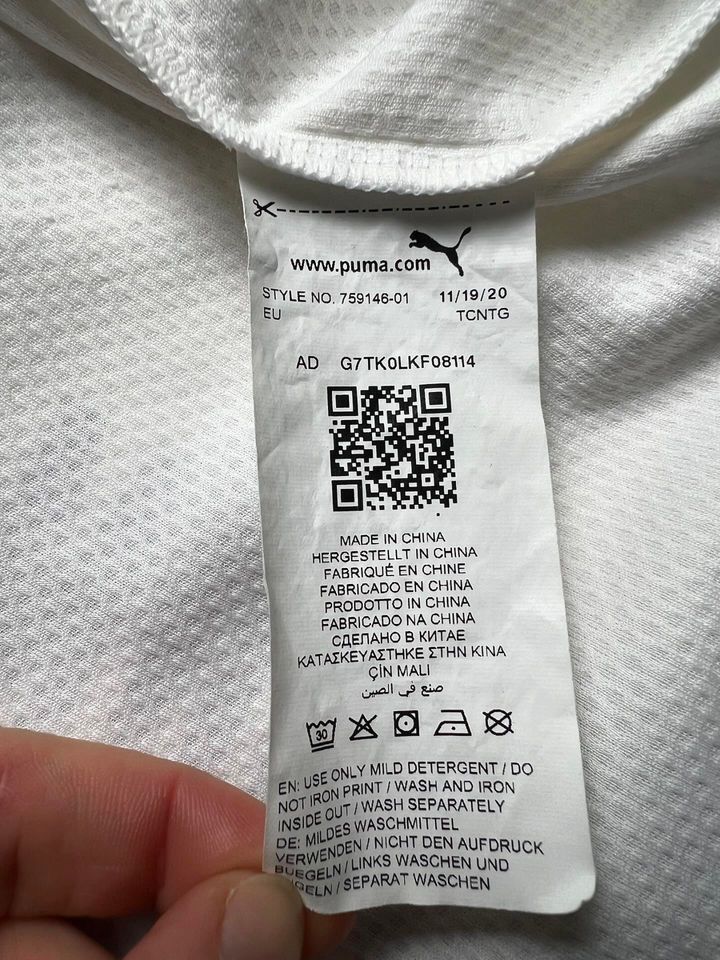 www.puma.com
STYLE NO. 759146-01 11/19/20
EU TCNTG
AD G7TK0LKF08114
MADE IN CHINA
HERGESTELLT IN CHINA
FABRIQUÉ EN CHINE
FABRICADO EN CHINA
PRODOTTO IN CHINA
FABRICADO NA CHINA
СДЕЛАНО В КИТАЕ
ΚΑΤΑΣΚΕΥΑΣΤΗΚΕ ΣΤΗΝ ΚΙΝΑ
ÇİN MALI
صنع في الصين
30
EN: USE ONLY MILD DETERGENT / DO
NOT IRON PRINT / WASH AND IRON
INSIDE OUT / WASH SEPARATELY
DE: MILDES WASCHMITTEL
VERWENDEN / NICHT DEN AUFDRUCK
BUEGELN / LINKS WASCHEN UND
/ SEPARAT WASCHEN